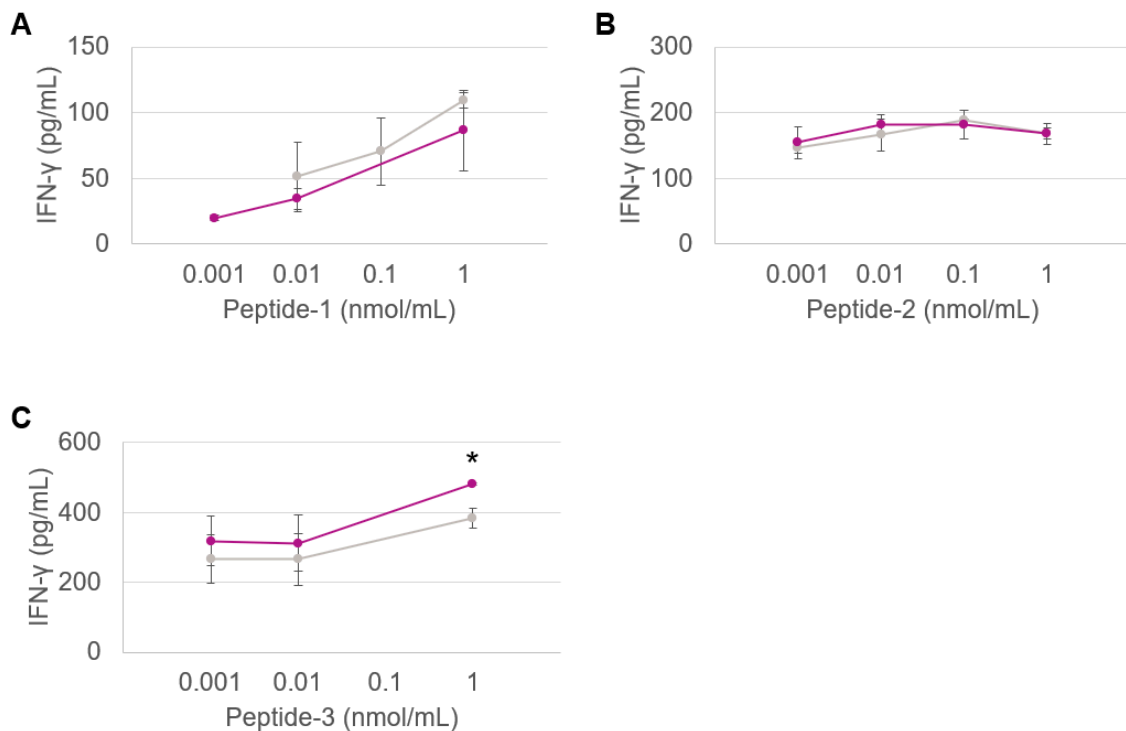 A
150
100
50
0
IFN-γ (pg/mL)
0.001 0.01 0.1 1
Peptide-1 (nmol/mL)
B
300
200
100
0
IFN-γ (pg/mL)
0.001 0.01 0.1 1
Peptide-2 (nmol/mL)
C
600
400
200
0
IFN-γ (pg/mL)
*
0.001 0.01 0.1 1
Peptide-3 (nmol/mL)